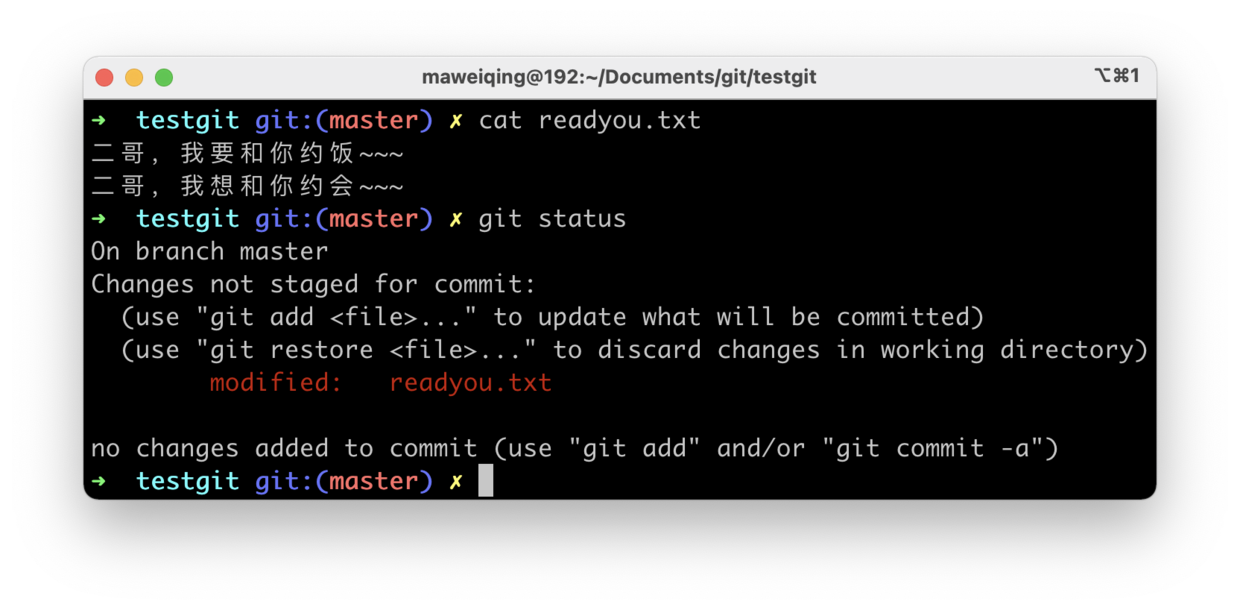 maweiqing@192:~/Documents/git/testgit ⌥⌘1
➜  testgit git:(master) ✗ cat readyou.txt
二哥，我要和你约饭~~~
二哥，我想和你约会~~~
➜  testgit git:(master) ✗ git status
On branch master
Changes not staged for commit:
  (use "git add <file>..." to update what will be committed)
  (use "git restore <file>..." to discard changes in working directory)
        modified:   readyou.txt

no changes added to commit (use "git add" and/or "git commit -a")
➜  testgit git:(master) ✗